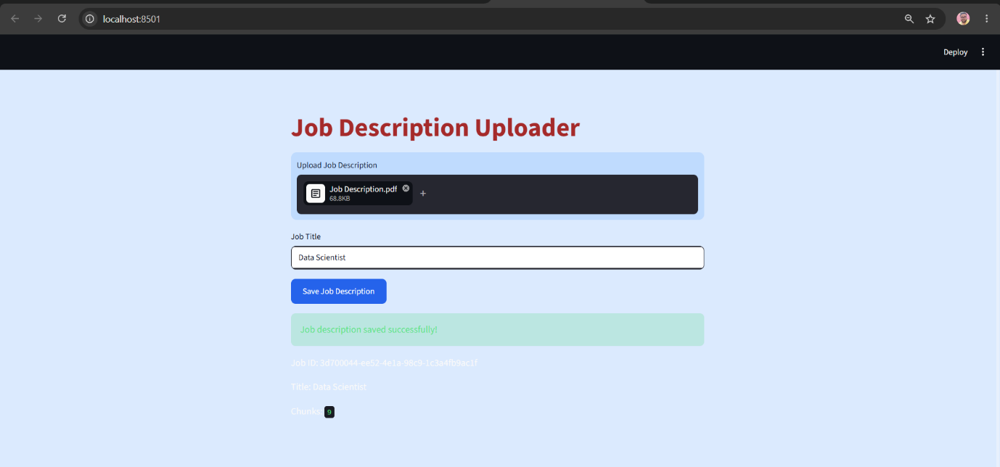 localhost:8501
Deploy
Job Description Uploader
Upload Job Description
Job Description.pdf
68.8KB
Job Title
Data Scientist
Save Job Description
Job description saved successfully!
Job ID: 3d700044-ee52-4e1a-98c9-1c3a4fb9ac1f
Title: Data Scientist
Chunks: 9